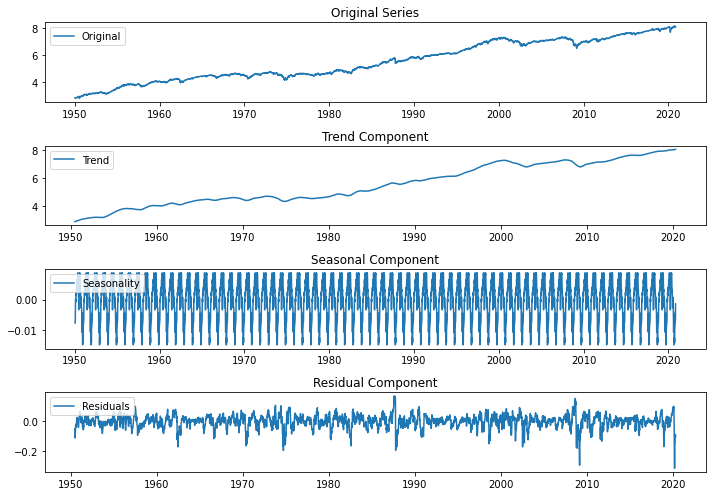 Original Series
Original
8
6
4
1950 1960 1970 1980 1990 2000 2010 2020
Trend Component
Trend
8
6
4
1950 1960 1970 1980 1990 2000 2010 2020
Seasonal Component
Seasonality
0.00
−0.01
1950 1960 1970 1980 1990 2000 2010 2020
Residual Component
Residuals
0.0
−0.2
1950 1960 1970 1980 1990 2000 2010 2020